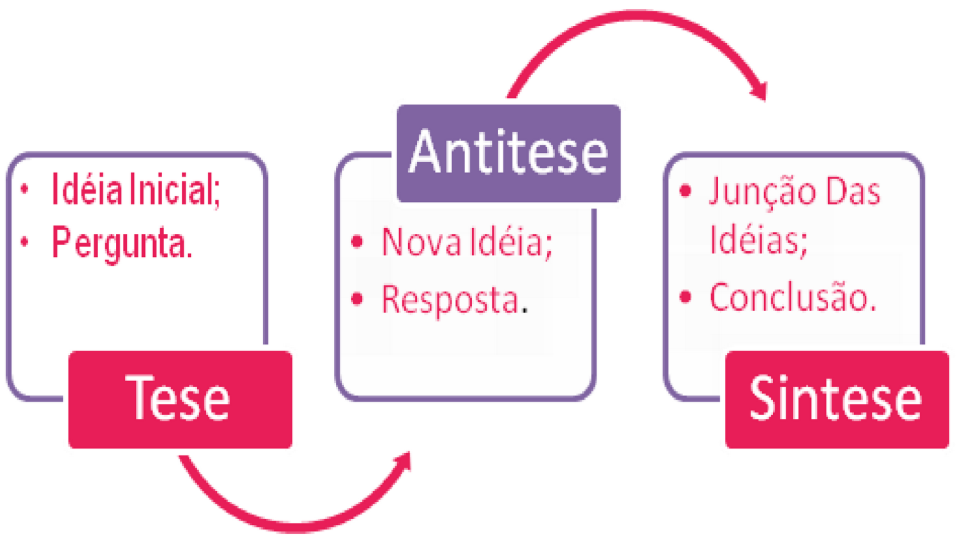 • Idéia Inicial;
• Pergunta.
Tese
Antitese
• Nova Idéia;
• Resposta.
• Junção Das
Idéias;
• Conclusão.
Sintese